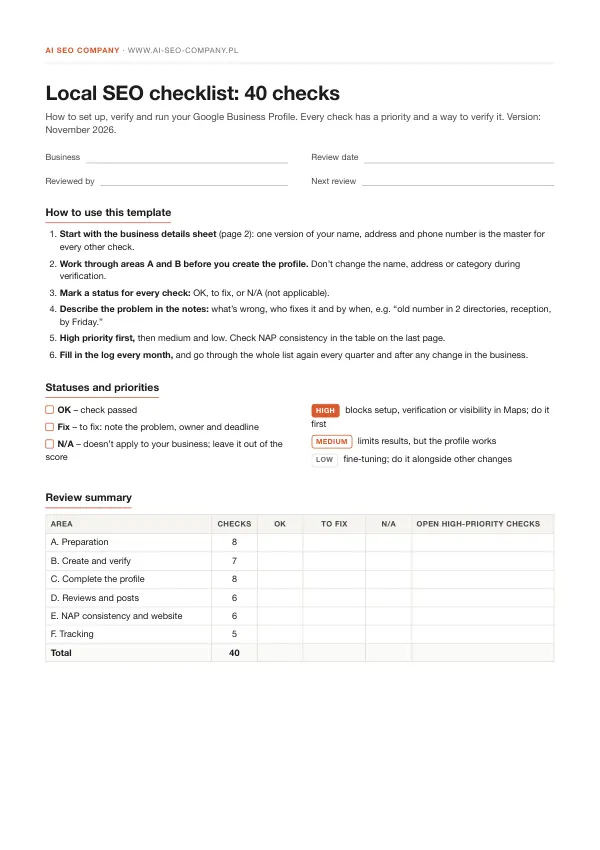 AI SEO COMPANY · WWW.AI-SEO-COMPANY.PL
Local SEO checklist: 40 checks
How to set up, verify and run your Google Business Profile. Every check has a priority and a way to verify it. Version:
November 2026.
Business
Review date
Reviewed by
Next review
How to use this template
1. Start with the business details sheet (page 2): one version of your name, address and phone number is the master for
every other check.
2. Work through areas A and B before you create the profile. Don’t change the name, address or category during
verification.
3. Mark a status for every check: OK, to fix, or N/A (not applicable).
4. Describe the problem in the notes: what’s wrong, who fixes it and by when, e.g. “old number in 2 directories, reception,
by Friday.”
5. High priority first, then medium and low. Check NAP consistency in the table on the last page.
6. Fill in the log every month, and go through the whole list again every quarter and after any change in the business.
Statuses and priorities
OK – check passed
Fix – to fix: note the problem, owner and deadline
N/A – doesn’t apply to your business; leave it out of the
score
HIGH blocks setup, verification or visibility in Maps; do it
first
MEDIUM limits results, but the profile works
LOW fine-tuning; do it alongside other changes
Review summary
AREA CHECKS OK TO FIX N/A OPEN HIGH-PRIORITY CHECKS
A. Preparation 8
B. Create and verify 7
C. Complete the profile 8
D. Reviews and posts 6
E. NAP consistency and website 6
F. Tracking 5
Total 40